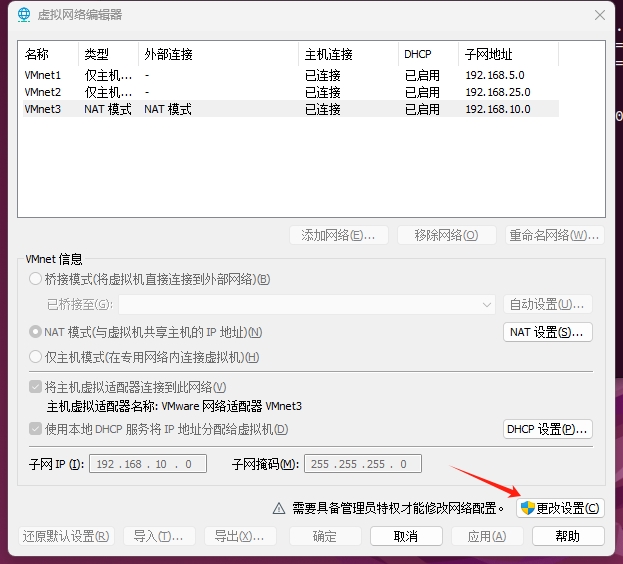 虚拟网络编辑器
名称 类型 外部连接 主机连接 DHCP 子网地址
VMnet1 仅主机... - 已连接 已启用 192.168.5.0
VMnet2 仅主机... - 已连接 已启用 192.168.25.0
VMnet3 NAT 模式 NAT 模式 已连接 已启用 192.168.10.0
添加网络(E)... 移除网络(O) 重命名网络(W)...
VMnet 信息
桥接模式(将虚拟机直接连接到外部网络)(B)
已桥接至(G): 自动设置(U)...
NAT 模式(与虚拟机共享主机的 IP 地址)(N) NAT 设置(S)...
仅主机模式(在专用网络内连接虚拟机)(H)
将主机虚拟适配器连接到此网络(V)
主机虚拟适配器名称: VMware 网络适配器 VMnet3
使用本地 DHCP 服务将 IP 地址分配给虚拟机(D) DHCP 设置(P)...
子网 IP (I): 192 . 168 . 10 . 0 子网掩码(M): 255 . 255 . 255 . 0
需要具备管理员特权才能修改网络配置。 更改设置(C)
还原默认设置(R) 导入(T)... 导出(X)... 确定 取消 应用(A) 帮助